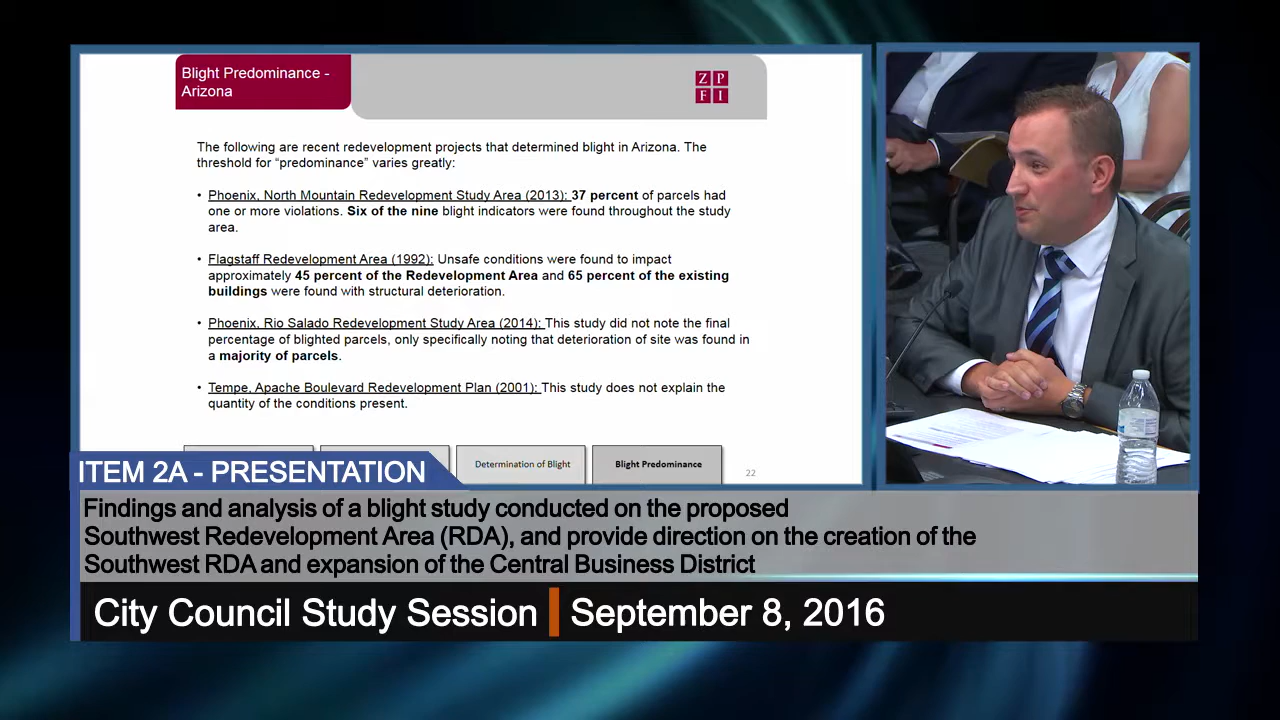 Blight Predominance -
Arizona
Z P
F I
The following are recent redevelopment projects that determined blight in Arizona. The
threshold for “predominance” varies greatly:
• Phoenix, North Mountain Redevelopment Study Area (2013): 37 percent of parcels had
one or more violations. Six of the nine blight indicators were found throughout the study
area.
• Flagstaff Redevelopment Area (1992): Unsafe conditions were found to impact
approximately 45 percent of the Redevelopment Area and 65 percent of the existing
buildings were found with structural deterioration.
• Phoenix, Rio Salado Redevelopment Study Area (2014): This study did not note the final
percentage of blighted parcels, only specifically noting that deterioration of site was found in
a majority of parcels.
• Tempe, Apache Boulevard Redevelopment Plan (2001): This study does not explain the
quantity of the conditions present.
Determination of Blight
Blight Predominance
22
ITEM 2A - PRESENTATION
Findings and analysis of a blight study conducted on the proposed
Southwest Redevelopment Area (RDA), and provide direction on the creation of the
Southwest RDA and expansion of the Central Business District
City Council Study Session
September 8, 2016